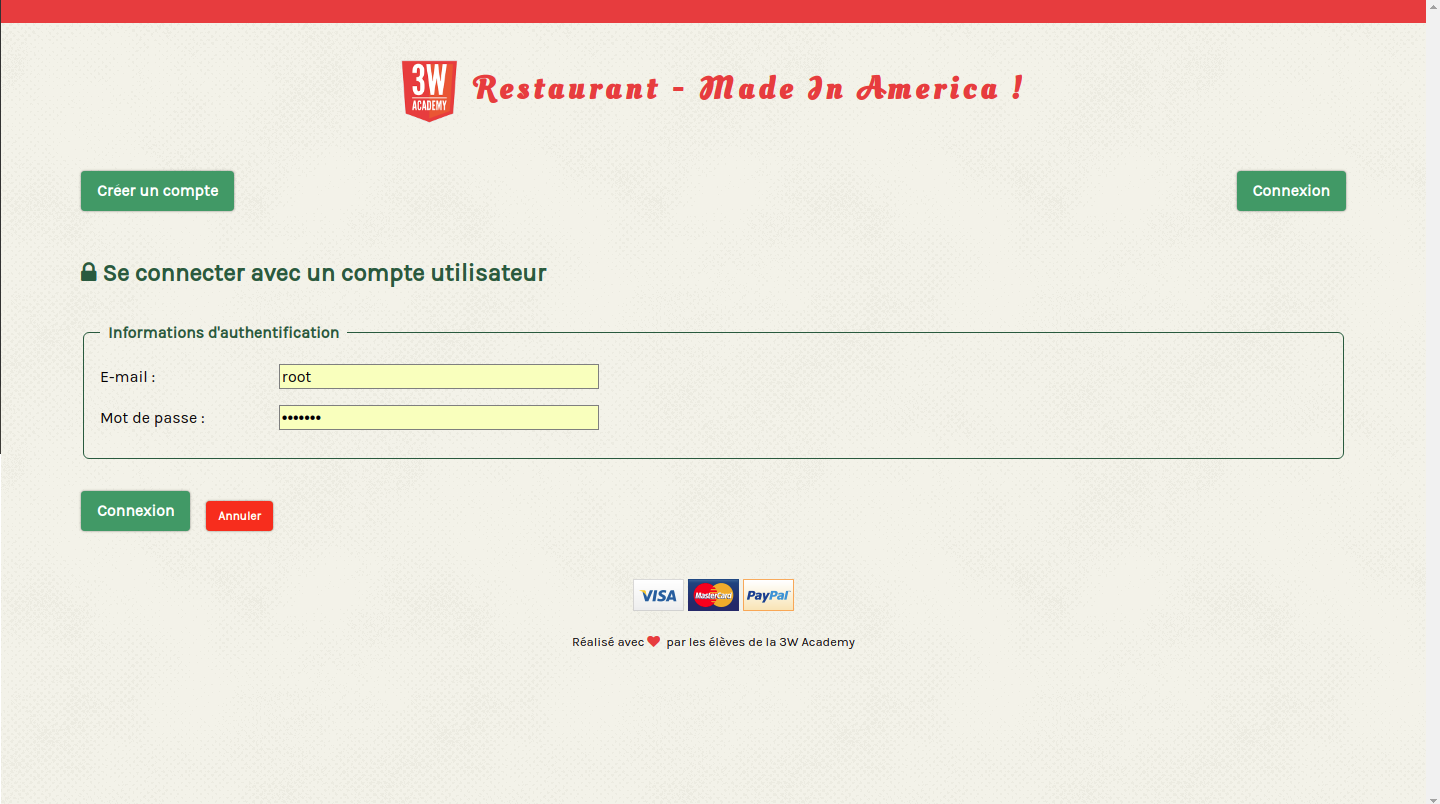 3W
ACADEMY
Restaurant - Made In America !
Créer un compte
Connexion
Se connecter avec un compte utilisateur
Informations d'authentification
E-mail :
root
Mot de passe :
•••••••
Connexion
Annuler
VISA
MasterCard
PayPal
Réalisé avec ❤ par les élèves de la 3W Academy